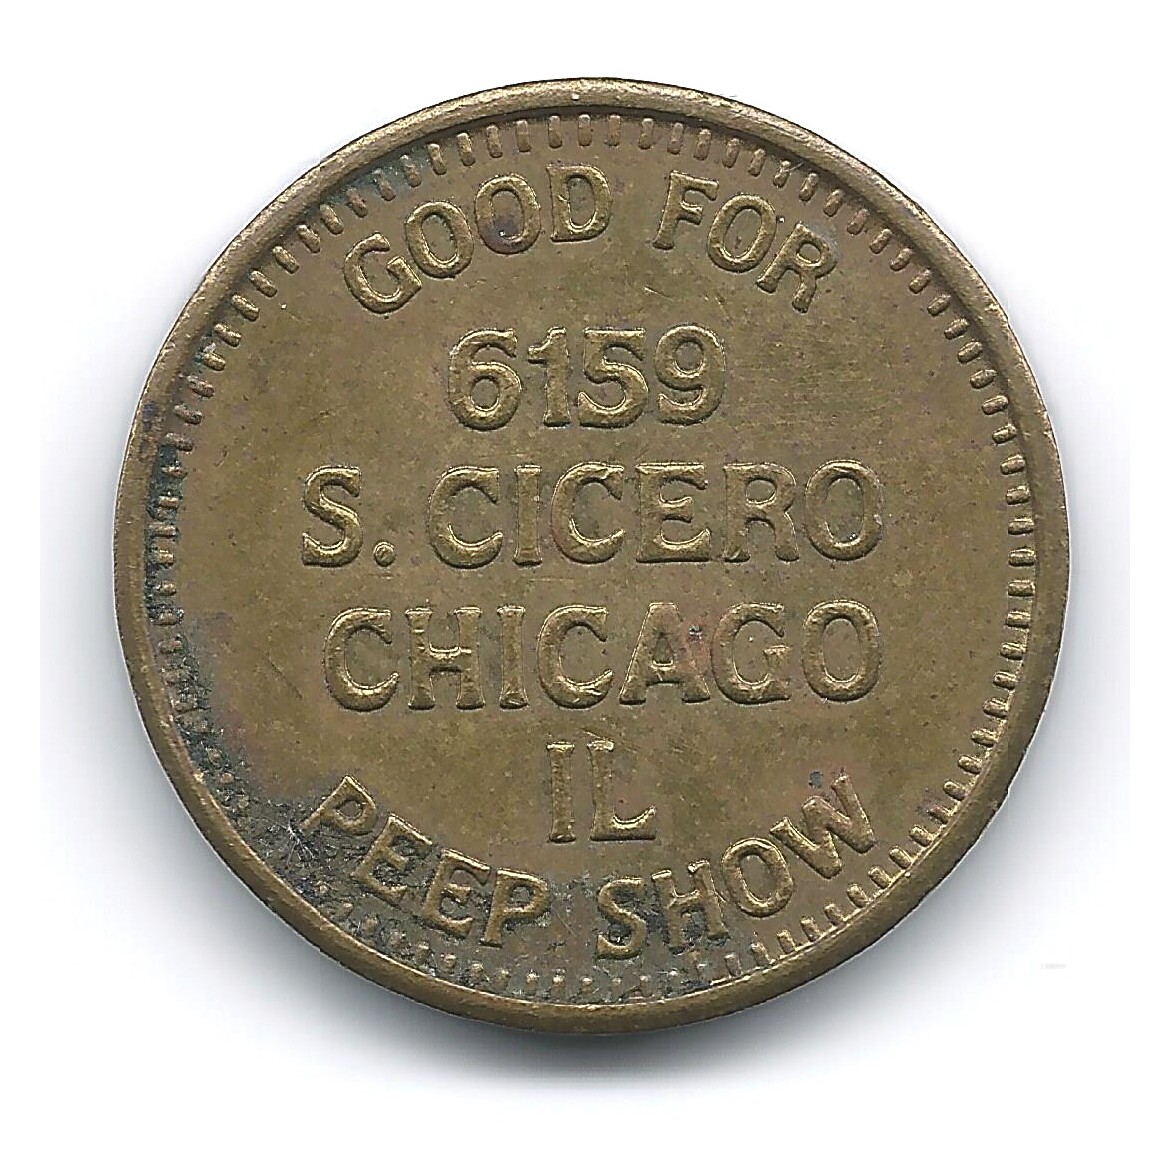 GOOD FOR
6159
S. CICERO
CHICAGO
IL
PEEP SHOW